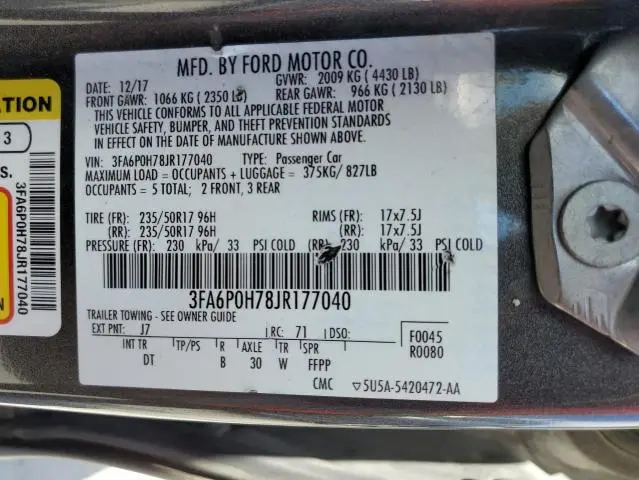 MFD. BY FORD MOTOR CO.
DATE: 12/17 GVWR: 2009 KG ( 4430 LB)
FRONT GAWR: 1066 KG ( 2350 LB) REAR GAWR: 966 KG ( 2130 LB)
THIS VEHICLE CONFORMS TO ALL APPLICABLE FEDERAL MOTOR
VEHICLE SAFETY, BUMPER, AND THEFT PREVENTION STANDARDS
IN EFFECT ON THE DATE OF MANUFACTURE SHOWN ABOVE.
VIN: 3FA6P0H78JR177040 TYPE: Passenger Car
MAXIMUM LOAD = OCCUPANTS + LUGGAGE = 375KG/ 827LB
OCCUPANTS = 5 TOTAL; 2 FRONT, 3 REAR
TIRE (FR): 235/50R17 96H RIMS (FR): 17x7.5J
(RR): 235/50R17 96H (RR): 17x7.5J
PRESSURE (FR): 230 kPa/ 33 PSI COLD (RR): 230 kPa/ 33 PSI COLD
3FA6P0H78JR177040
TRAILER TOWING - SEE OWNER GUIDE
EXT PNT: J7 RC: 71 DSO: F0045
INT TR TP/PS R AXLE TR SPR R0080
DT B 30 W FFPP
CMC ▽5U5A-5420472-AA
ATION
3
S.
3FA6P0H78JR177040